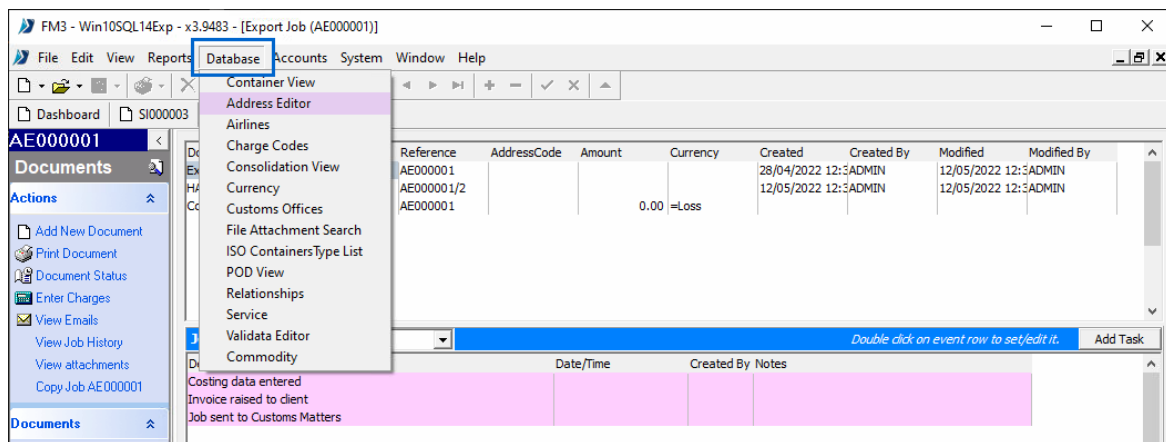 FM3 - Win10SQL14Exp - x3.9483 - [Export Job (AE000001)]
File Edit View Reports Database Accounts System Window Help
Dashboard SI000003
AE000001
Documents
Actions
Add New Document
Print Document
Document Status
Enter Charges
View Emails
View Job History
View attachments
Copy Job AE000001
Documents
Container View
Address Editor
Airlines
Charge Codes
Consolidation View
Currency
Customs Offices
File Attachment Search
ISO ContainersType List
POD View
Relationships
Service
Validata Editor
Commodity
Reference AddressCode Amount Currency Created Created By Modified Modified By
AE000001 28/04/2022 12:3 ADMIN 12/05/2022 12:3 ADMIN
AE000001/2 12/05/2022 12:3 ADMIN 12/05/2022 12:3 ADMIN
AE000001 0.00 =Loss
Double click on event row to set/edit it. Add Task
Date/Time Created By Notes
Costing data entered
Invoice raised to client
Job sent to Customs Matters